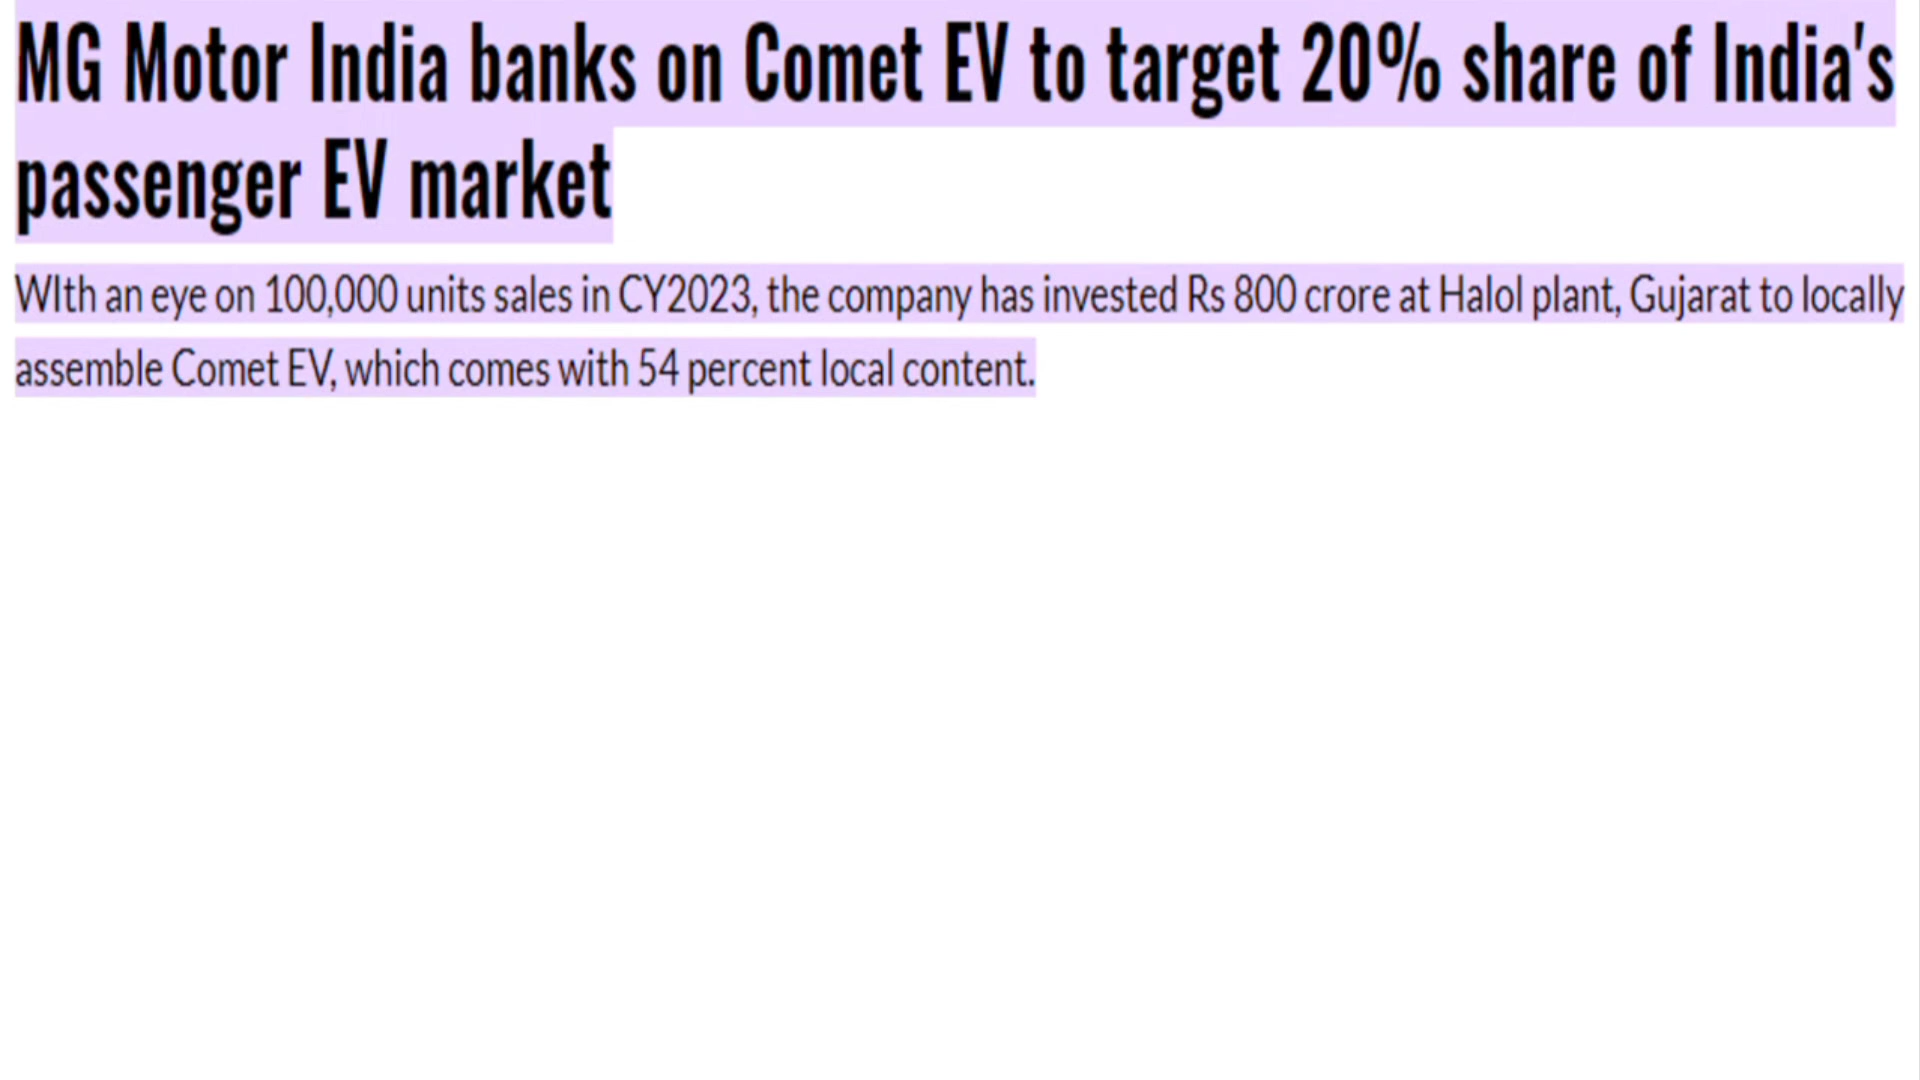 MG Motor India banks on Comet EV to target 20% share of India's
passenger EV market
WIth an eye on 100,000 units sales in CY2023, the company has invested Rs 800 crore at Halol plant, Gujarat to locally
assemble Comet EV, which comes with 54 percent local content.